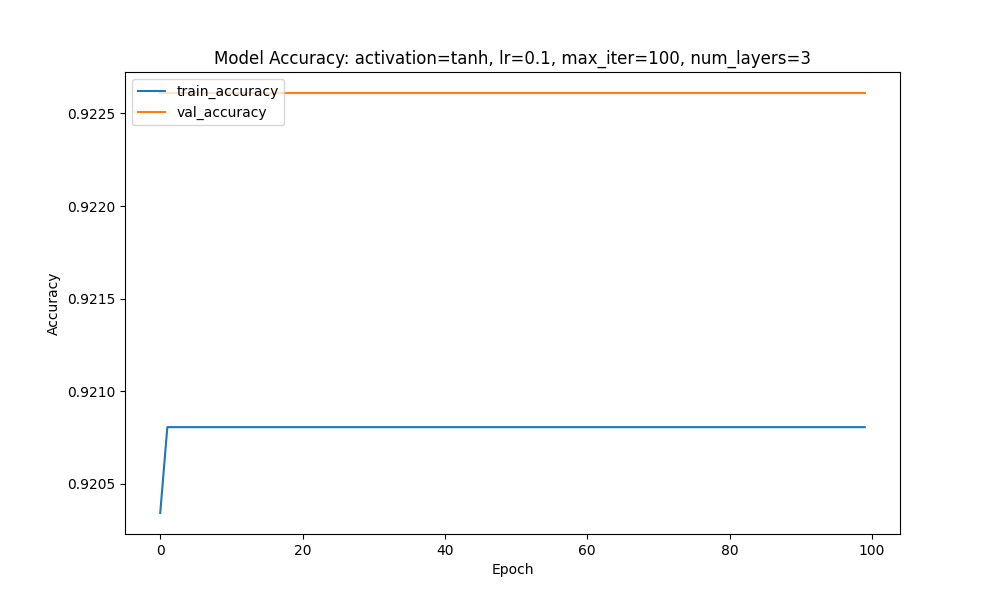 Model Accuracy: activation=tanh, lr=0.1, max_iter=100, num_layers=3
train_accuracy
val_accuracy
0.9225
0.9220
0.9215
0.9210
0.9205
Accuracy
0 20 40 60 80 100
Epoch